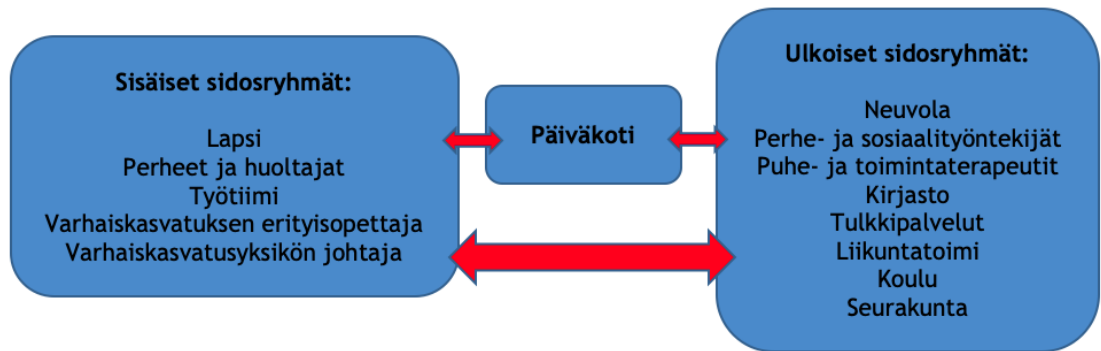 Sisäiset sidosryhmät:
Lapsi
Perheet ja huoltajat
Työtiimi
Varhaiskasvatuksen erityisopettaja
Varhaiskasvatusyksikön johtaja
Päiväkoti
Ulkoiset sidosryhmät:
Neuvola
Perhe- ja sosiaalityöntekijät
Puhe- ja toimintaterapeutit
Kirjasto
Tulkkipalvelut
Liikuntatoimi
Koulu
Seurakunta